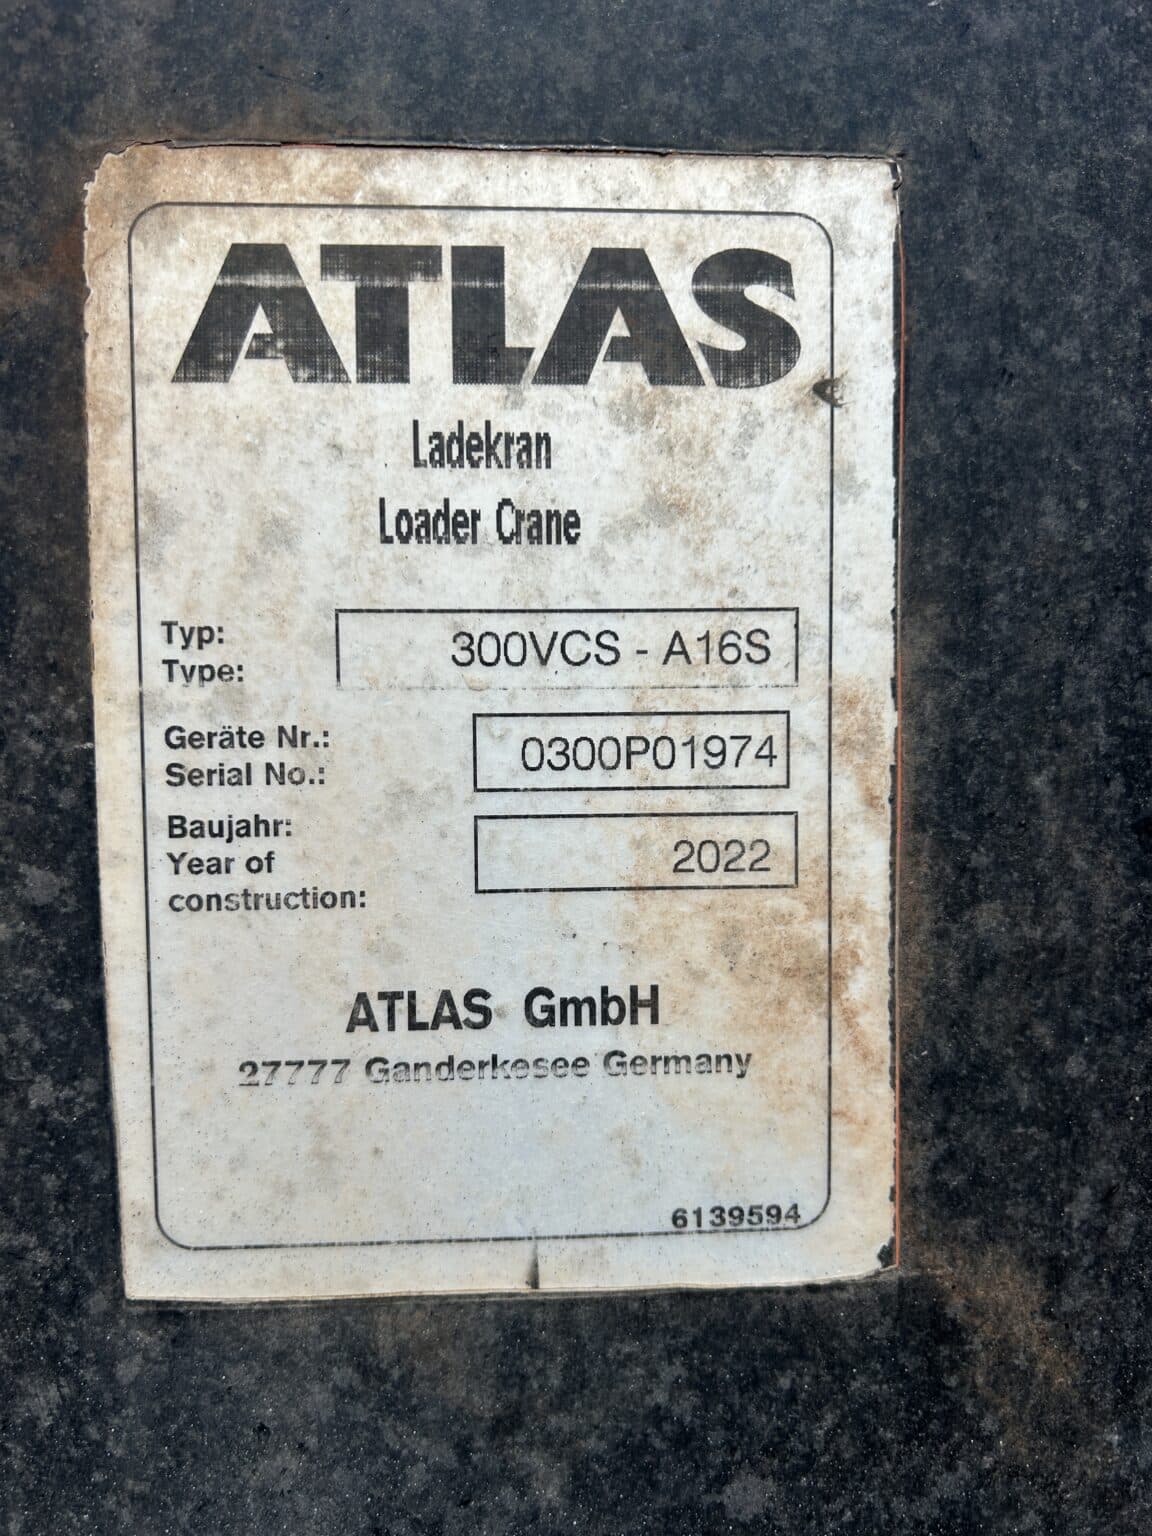 ATLAS
Ladekran
Loader Crane
Typ: 300VCS - A16S
Type:
Geräte Nr.: 0300P01974
Serial No.:
Baujahr: 2022
Year of
construction:
ATLAS GmbH
27777 Ganderkesee Germany
6139594